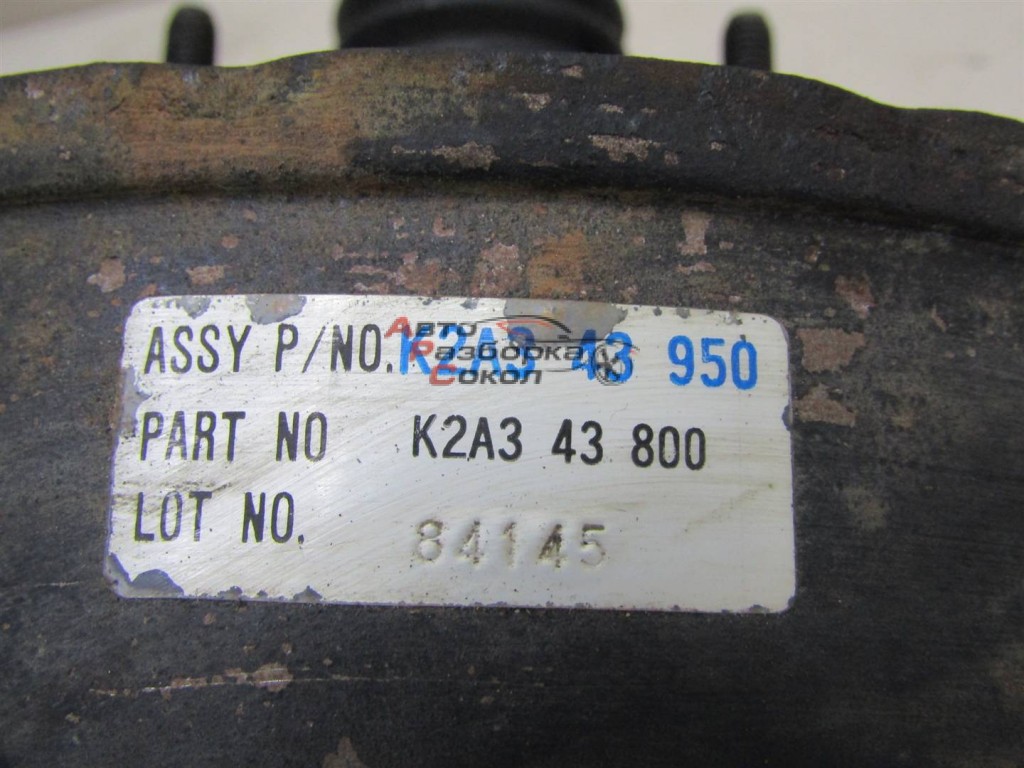 ASSY P/NO. K2A3 43 950
Авто
Разборка
Сокол
PART NO K2A3 43 800
LOT NO. 84145